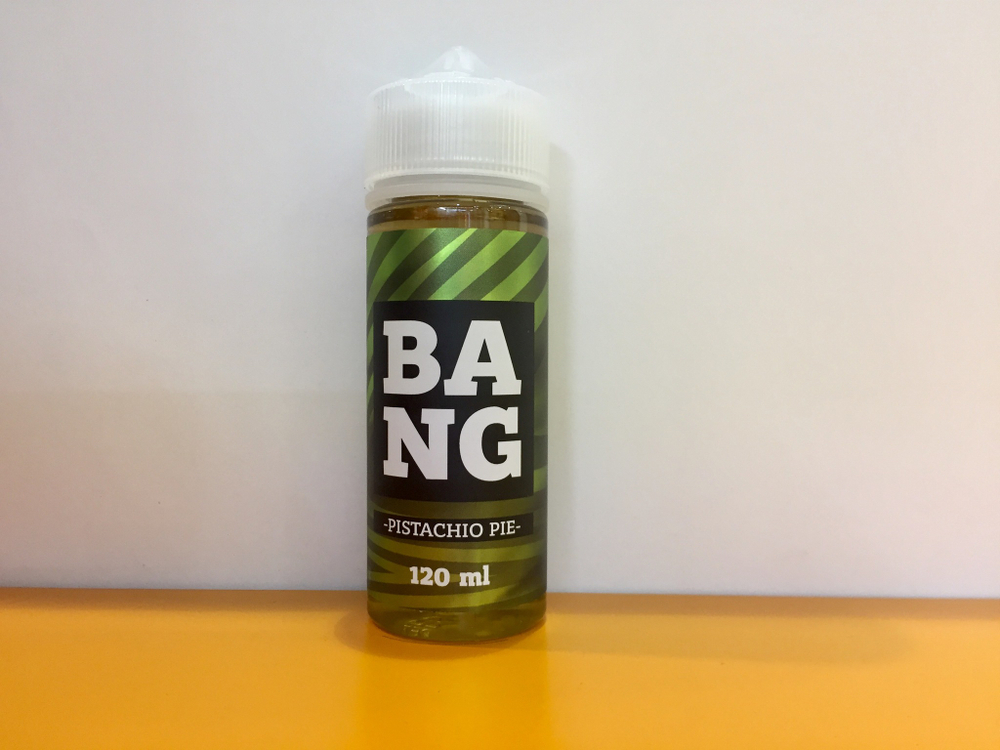 BA
NG
-PISTACHIO PIE-
120 ml